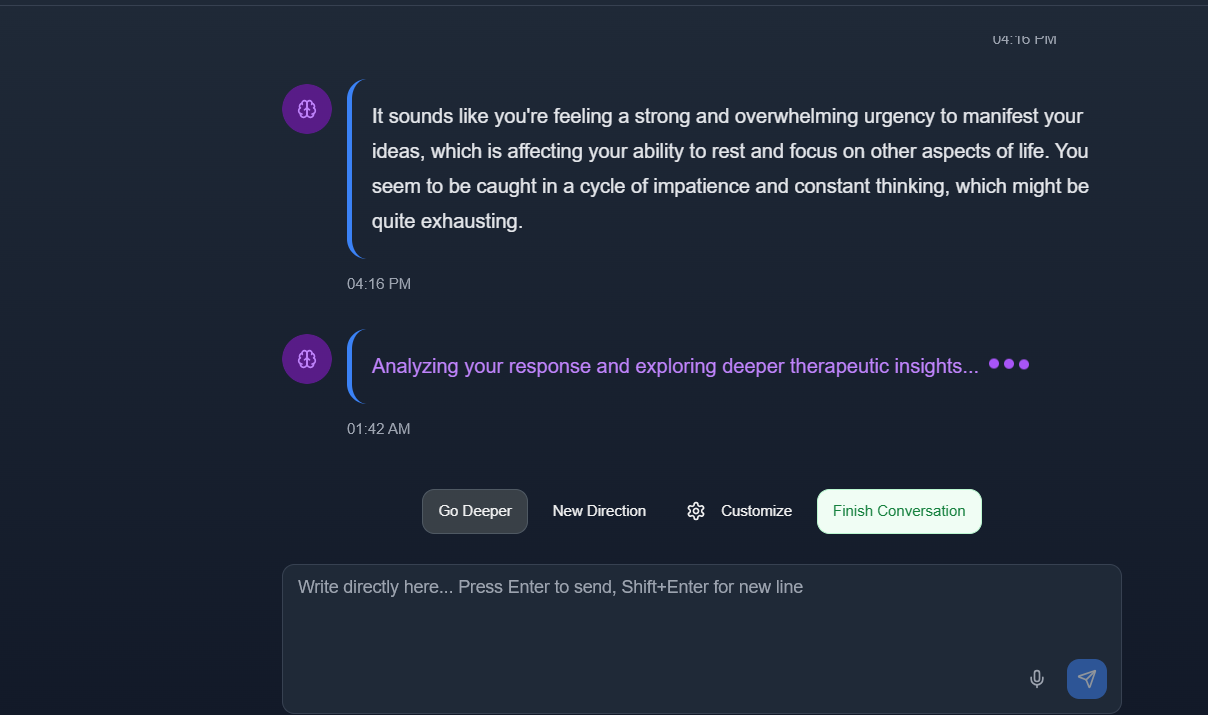 04:16 PM
It sounds like you're feeling a strong and overwhelming urgency to manifest your
ideas, which is affecting your ability to rest and focus on other aspects of life. You
seem to be caught in a cycle of impatience and constant thinking, which might be
quite exhausting.
04:16 PM
Analyzing your response and exploring deeper therapeutic insights...
01:42 AM
Go Deeper New Direction Customize Finish Conversation
Write directly here... Press Enter to send, Shift+Enter for new line